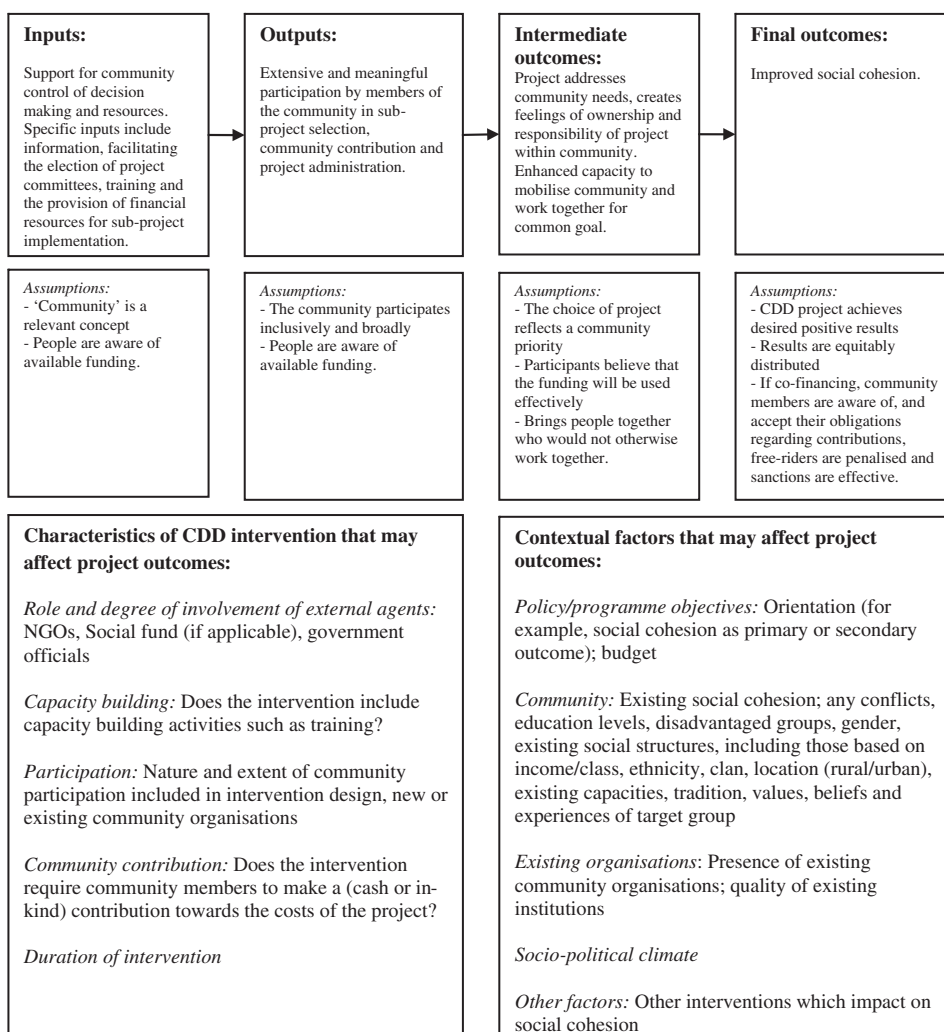 Inputs:
Support for community
control of decision
making and resources.
Specific inputs include
information, facilitating
the election of project
committees, training and
the provision of financial
resources for sub-project
implementation.
Outputs:
Extensive and meaningful
participation by members
of the community in sub-
project selection,
community contribution and
project administration.
Intermediate
outcomes:
Project addresses
community needs, creates
feelings of ownership and
responsibility of project
within community.
Enhanced capacity to
mobilise community and
work together for
common goal.
Final outcomes:
Improved social cohesion.
Assumptions:
- ‘Community’ is a
relevant concept
- People are aware of
available funding.
Assumptions:
- The community participates
inclusively and broadly
- People are aware of
available funding.
Assumptions:
- The choice of project
reflects a community
priority
- Participants believe that
the funding will be used
effectively
- Brings people together
who would not otherwise
work together.
Assumptions:
- CDD project achieves
desired positive results
- Results are equitably
distributed
- If co-financing, community
members are aware of, and
accept their obligations
regarding contributions,
free-riders are penalised and
sanctions are effective.
Characteristics of CDD intervention that may
affect project outcomes:
Role and degree of involvement of external agents:
NGOs, Social fund (if applicable), government
officials
Capacity building: Does the intervention include
capacity building activities such as training?
Participation: Nature and extent of community
participation included in intervention design, new or
existing community organisations
Community contribution: Does the intervention
require community members to make a (cash or in-
kind) contribution towards the costs of the project?
Duration of intervention
Contextual factors that may affect project
outcomes:
Policy/programme objectives: Orientation (for
example, social cohesion as primary or secondary
outcome); budget
Community: Existing social cohesion; any conflicts,
education levels, disadvantaged groups, gender,
existing social structures, including those based on
income/class, ethnicity, clan, location (rural/urban),
existing capacities, tradition, values, beliefs and
experiences of target group
Existing organisations: Presence of existing
community organisations; quality of existing
institutions
Socio-political climate
Other factors: Other interventions which impact on
social cohesion